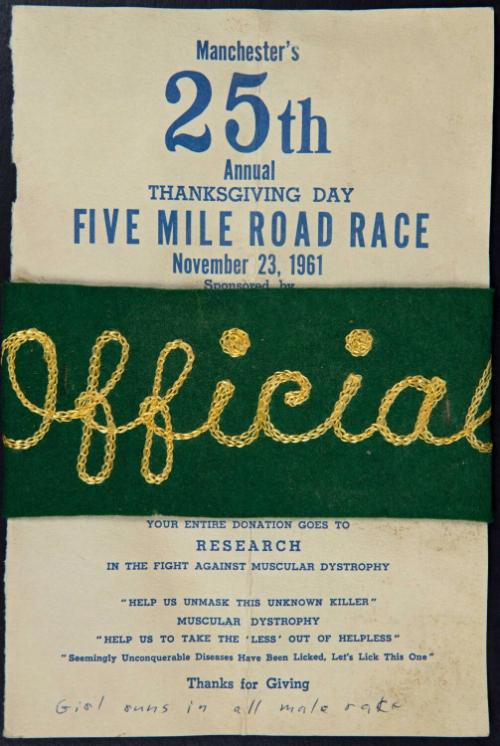 Manchester's
25th
Annual
THANKSGIVING DAY
FIVE MILE ROAD RACE
November 23, 1961
Sponsored by
Official
YOUR ENTIRE DONATION GOES TO
RESEARCH
IN THE FIGHT AGAINST MUSCULAR DYSTROPHY
"HELP US UNMASK THIS UNKNOWN KILLER"
MUSCULAR DYSTROPHY
"HELP US TO TAKE THE 'LESS' OUT OF HELPLESS"
"Seemingly Unconquerable Diseases Have Been Licked, Let's Lick This One"
Thanks for Giving
Girl runs in all male race